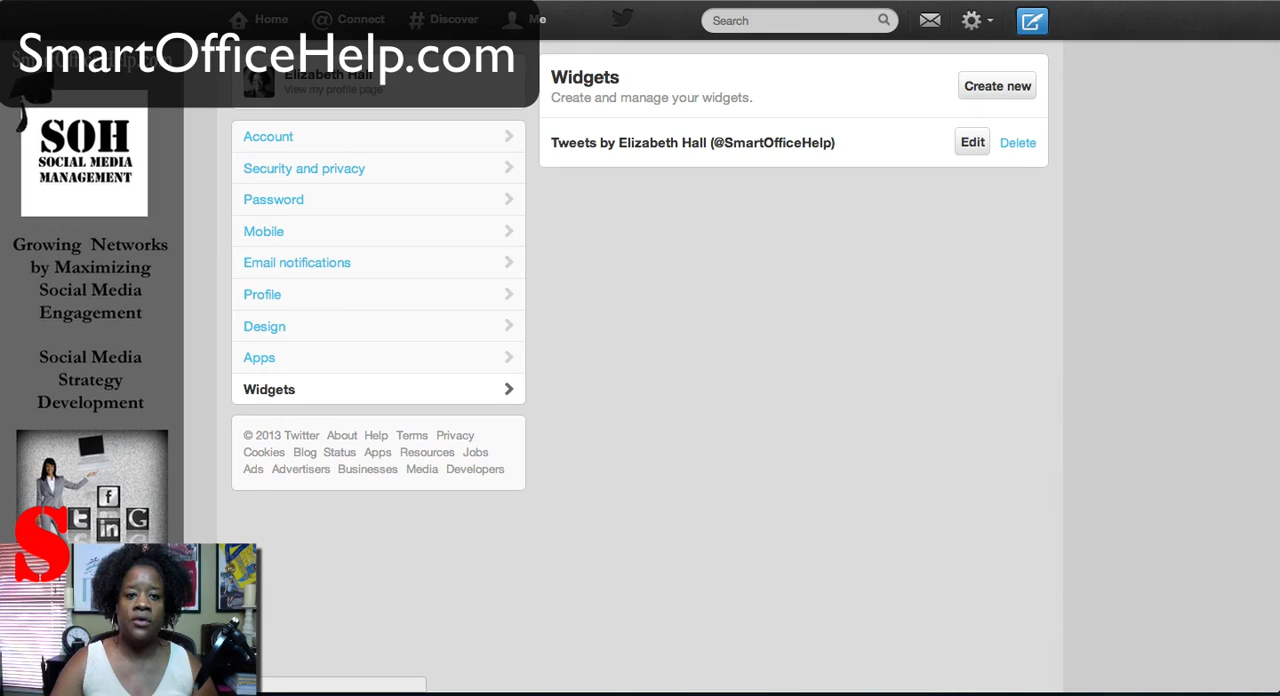 Home Connect Discover Me Search
SmartOfficeHelp.com
Elizabeth Hall
View my profile page
SOH
SOCIAL MEDIA
MANAGEMENT
Growing Networks
by Maximizing
Social Media
Engagement
Social Media
Strategy
Development
f
t in G
S
Account
Security and privacy
Password
Mobile
Email notifications
Profile
Design
Apps
Widgets
© 2013 Twitter About Help Terms Privacy
Cookies Blog Status Apps Resources Jobs
Ads Advertisers Businesses Media Developers
Widgets
Create and manage your widgets.
Create new
Tweets by Elizabeth Hall (@SmartOfficeHelp)
Edit Delete